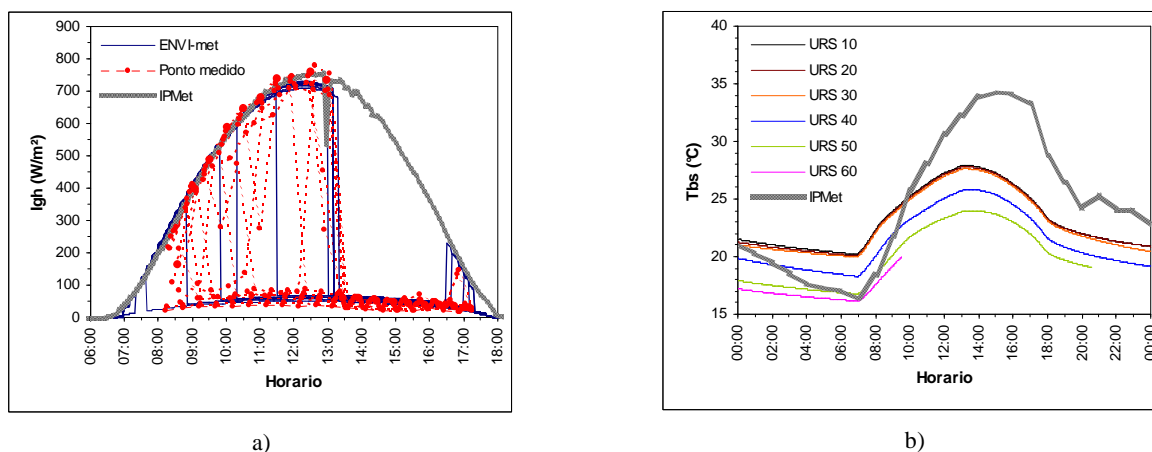 900
800
700
600
500
400
300
200
100
0
Igh (W/m²)
ENVI-met
Ponto medido
IPMet
06:00
07:00
08:00
09:00
10:00
11:00
12:00
13:00
14:00
15:00
16:00
17:00
18:00
Horario
a)
40
35
30
25
20
15
Tbs (°C)
URS 10
URS 20
URS 30
URS 40
URS 50
URS 60
IPMet
00:00
02:00
04:00
06:00
08:00
10:00
12:00
14:00
16:00
18:00
20:00
22:00
00:00
Horario
b)